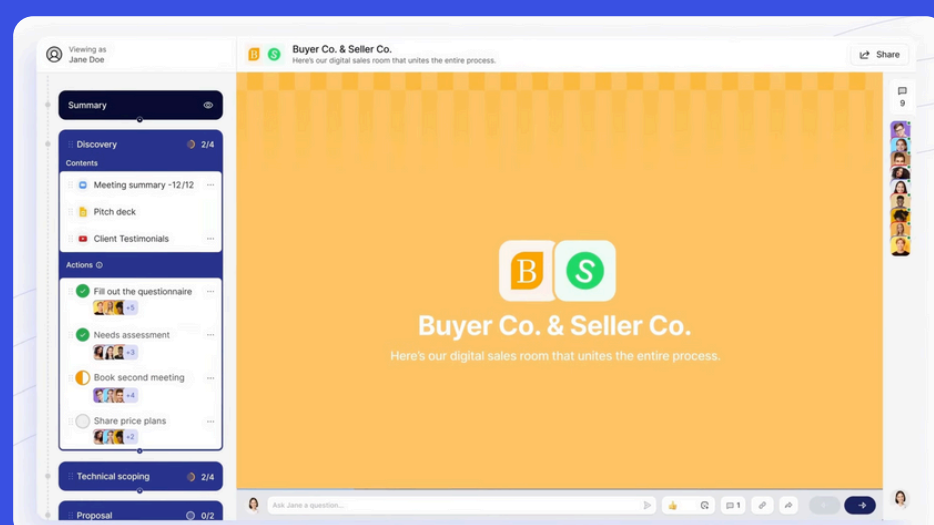 Viewing as
Jane Doe
B
S
Buyer Co. & Seller Co.
Here's our digital sales room that unites the entire process.
Share
9
Summary
Discovery 2/4
Contents
Meeting summary -12/12
Pitch deck
Client Testimonials
Actions
Fill out the questionnaire
+5
Needs assessment
+3
Book second meeting
+4
Share price plans
+2
Technical scoping 2/4
Proposal 0/2
B S
Buyer Co. & Seller Co.
Here's our digital sales room that unites the entire process.
Ask Jane a question...
1